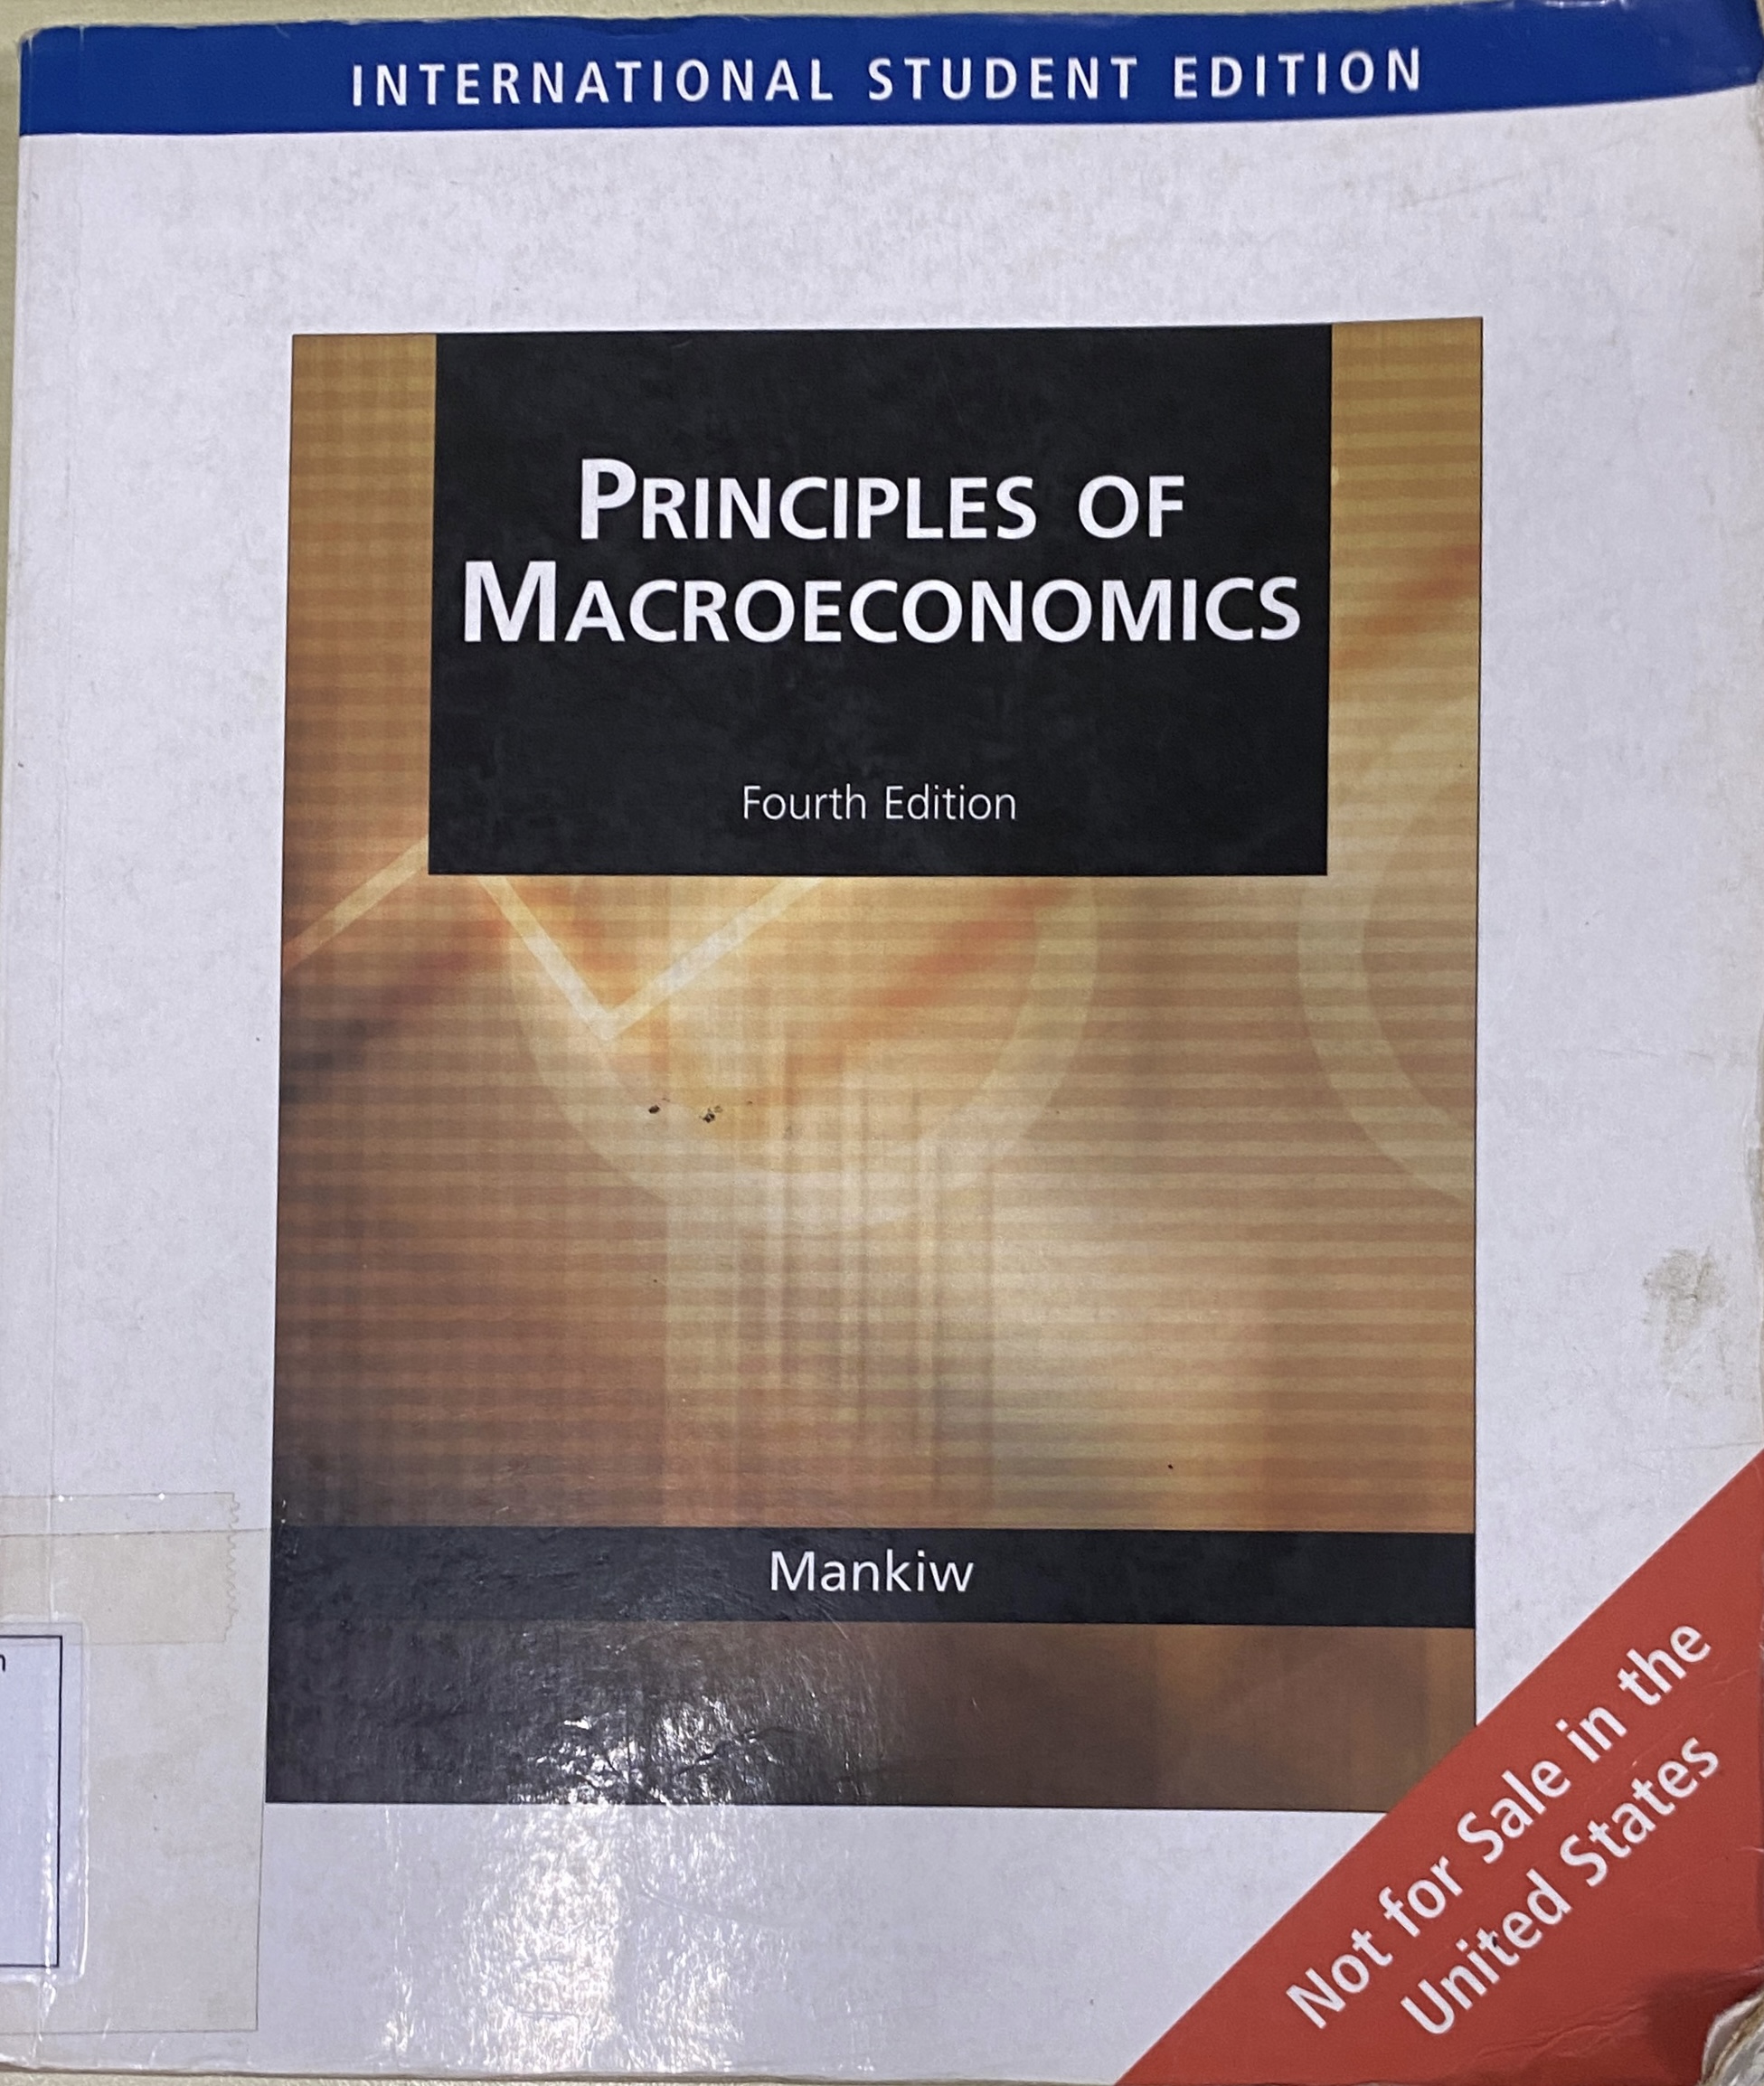 INTERNATIONAL STUDENT EDITION
PRINCIPLES OF
MACROECONOMICS
Fourth Edition
Mankiw
Not for Sale in the
United States